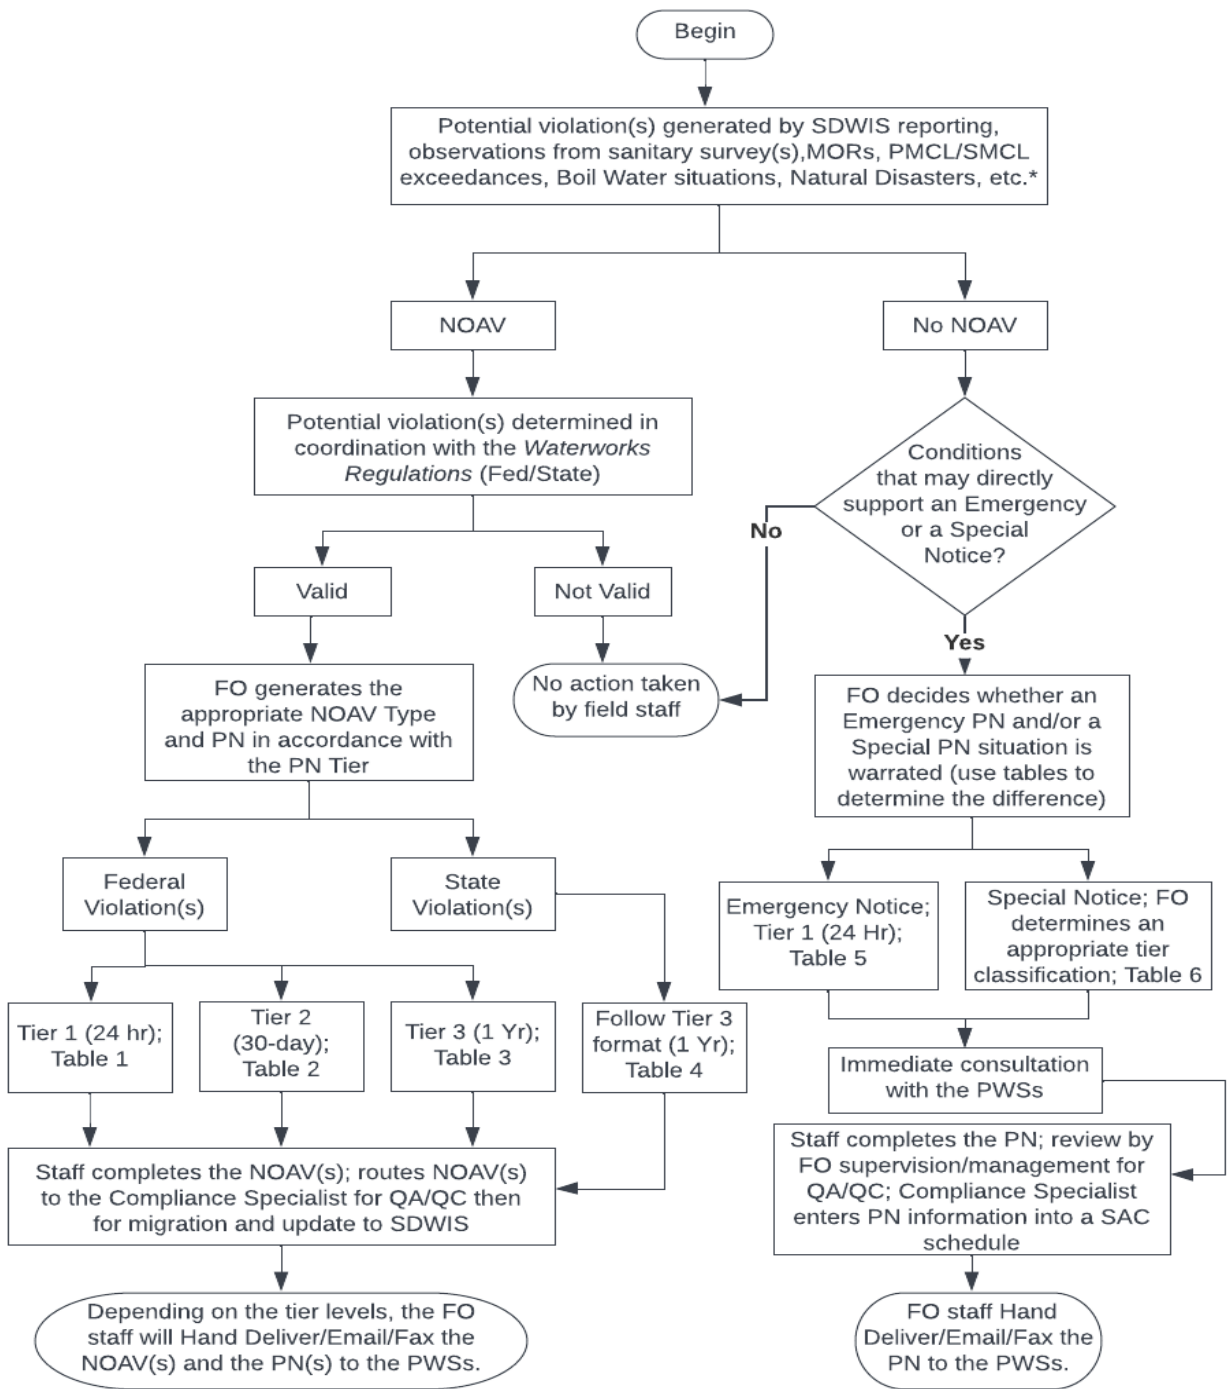 Begin
Potential violation(s) generated by SDWIS reporting,
observations from sanitary survey(s),MORs, PMCL/SMCL
exceedances, Boil Water situations, Natural Disasters, etc.*
NOAV
No NOAV
Potential violation(s) determined in
coordination with the Waterworks
Regulations (Fed/State)
Conditions
that may directly
support an Emergency
or a Special
Notice?
No
Yes
Valid
Not Valid
No action taken
by field staff
FO generates the
appropriate NOAV Type
and PN in accordance with
the PN Tier
FO decides whether an
Emergency PN and/or a
Special PN situation is
warrated (use tables to
determine the difference)
Federal
Violation(s)
State
Violation(s)
Emergency Notice;
Tier 1 (24 Hr);
Table 5
Special Notice; FO
determines an
appropriate tier
classification; Table 6
Tier 1 (24 hr);
Table 1
Tier 2
(30-day);
Table 2
Tier 3 (1 Yr);
Table 3
Follow Tier 3
format (1 Yr);
Table 4
Immediate consultation
with the PWSs
Staff completes the NOAV(s); routes NOAV(s)
to the Compliance Specialist for QA/QC then
for migration and update to SDWIS
Staff completes the PN; review by
FO supervision/management for
QA/QC; Compliance Specialist
enters PN information into a SAC
schedule
Depending on the tier levels, the FO
staff will Hand Deliver/Email/Fax the
NOAV(s) and the PN(s) to the PWSs.
FO staff Hand
Deliver/Email/Fax the
PN to the PWSs.